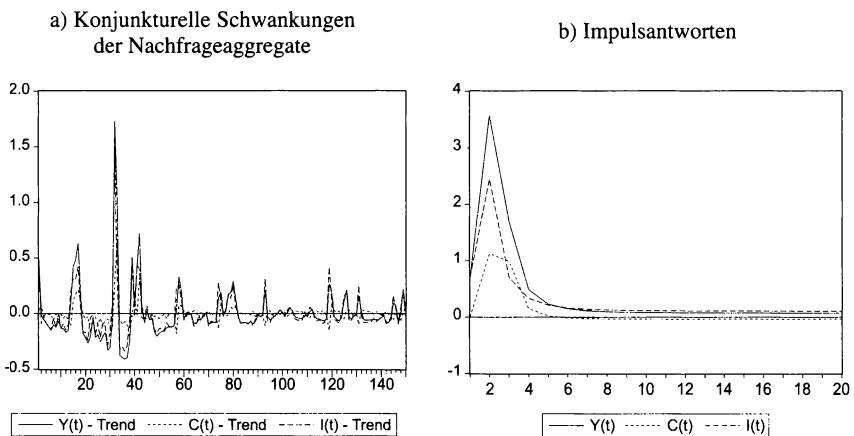 a) Konjunkturelle Schwankungen
der Nachfrageaggregate
2.0
1.5
1.0
0.5
0.0
-0.5
20 40 60 80 100 120 140
Y(t) - Trend C(t) - Trend I(t) - Trend
b) Impulsantworten
4
3
2
1
0
-1
2 4 6 8 10 12 14 16 18 20
Y(t) C(t) I(t)